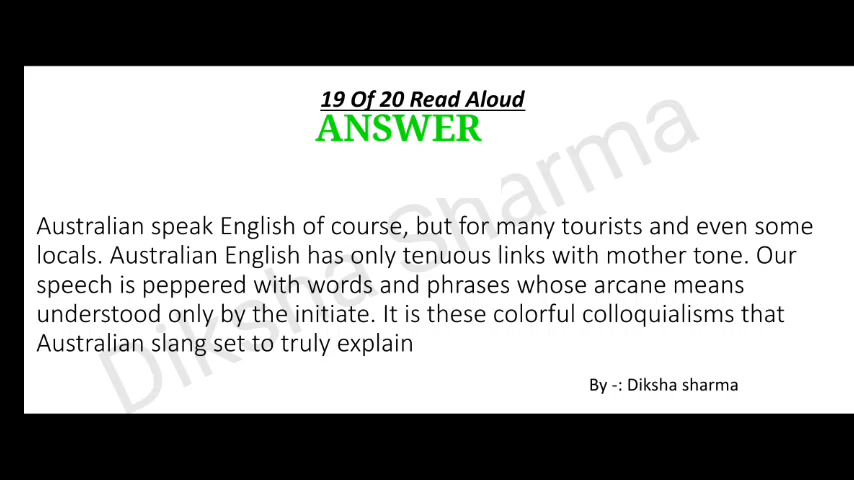 19 Of 20 Read Aloud
ANSWER
Australian speak English of course, but for many tourists and even some
locals. Australian English has only tenuous links with mother tone. Our
speech is peppered with words and phrases whose arcane means
understood only by the initiate. It is these colorful colloquialisms that
Australian slang set to truly explain
By -: Diksha sharma
Diksha Sharma